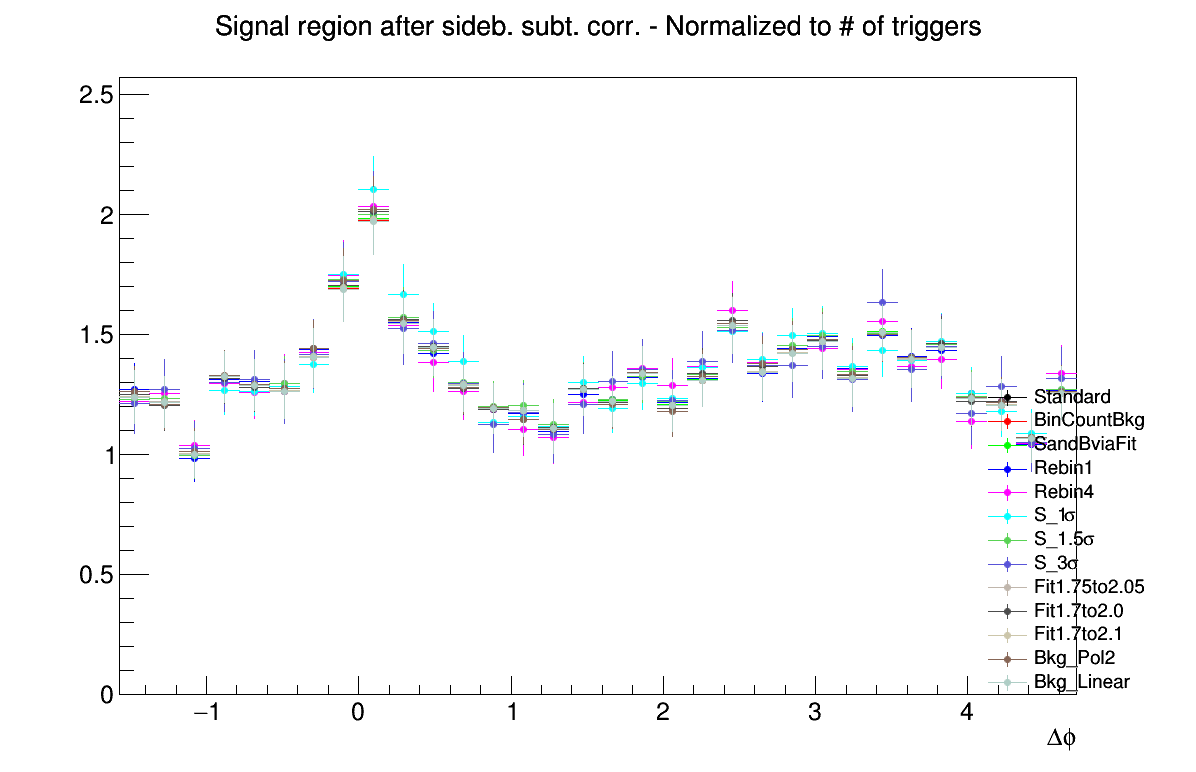 Signal region after sideb. subt. corr. - Normalized to # of triggers
2.5
2
1.5
1
0.5
0
−1
0
1
2
3
4
Δϕ
Standard
BinCountBkg
SandBviaFit
Rebin1
Rebin4
S_1σ
S_1.5σ
S_3σ
Fit1.75to2.05
Fit1.7to2.0
Fit1.7to2.1
Bkg_Pol2
Bkg_Linear